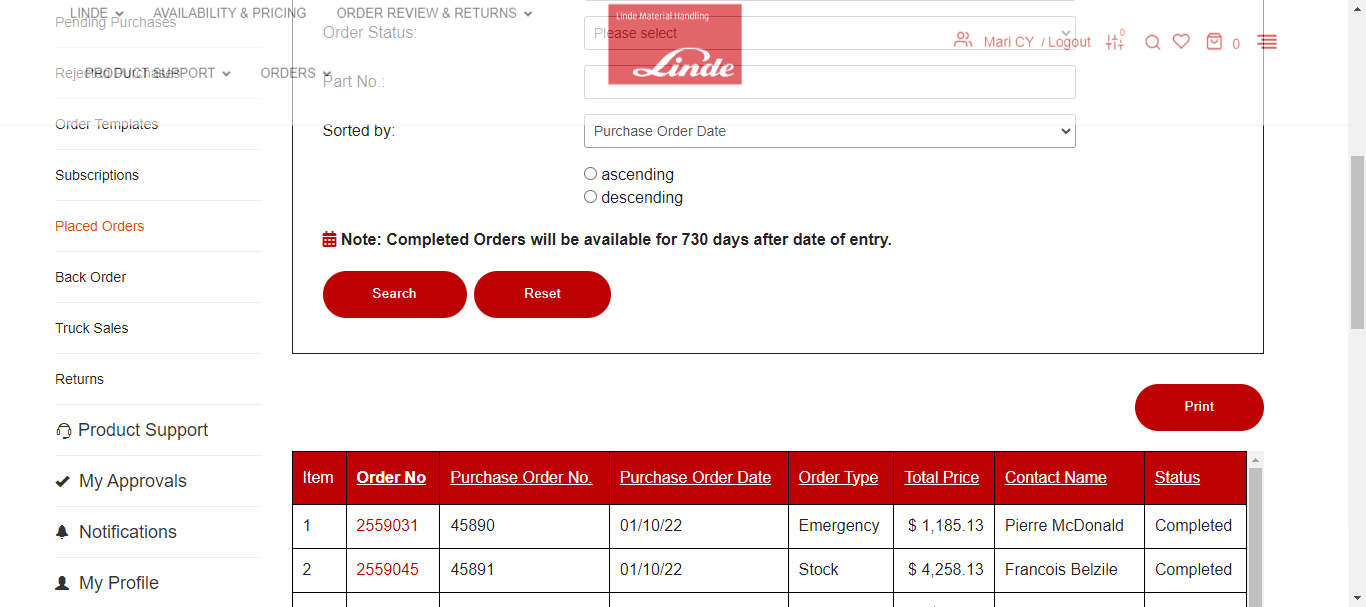 LINDE AVAILABILITY & PRICING ORDER REVIEW & RETURNS
Linde Material Handling
Linde
Mari CY / Logout 0 0
PRODUCT SUPPORT ORDERS
Pending Purchases
Rejected Purchases
Order Templates
Subscriptions
Placed Orders
Back Order
Truck Sales
Returns
Product Support
My Approvals
Notifications
My Profile
Order Status: Please select
Part No.:
Sorted by: Purchase Order Date
ascending
descending
Note: Completed Orders will be available for 730 days after date of entry.
Search Reset
Print
Item Order No Purchase Order No. Purchase Order Date Order Type Total Price Contact Name Status
1 2559031 45890 01/10/22 Emergency $ 1,185.13 Pierre McDonald Completed
2 2559045 45891 01/10/22 Stock $ 4,258.13 Francois Belzile Completed